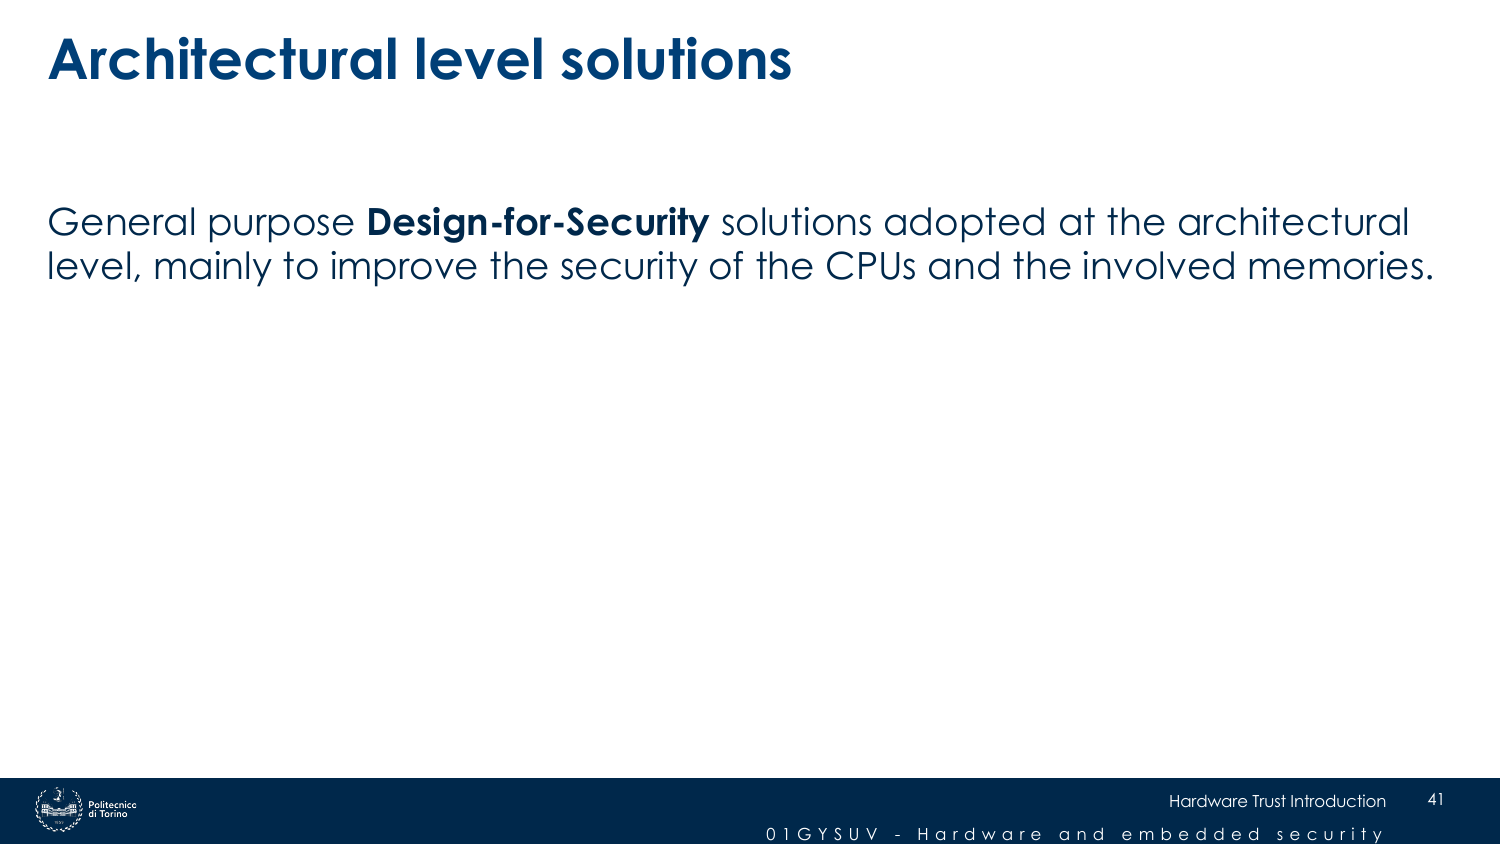 Architectural level solutions
General purpose Design-for-Security solutions adopted at the architectural
level, mainly to improve the security of the CPUs and the involved memories.
Politecnico
di Torino
Hardware Trust Introduction
41
01GYSUV - Hardware and embedded security